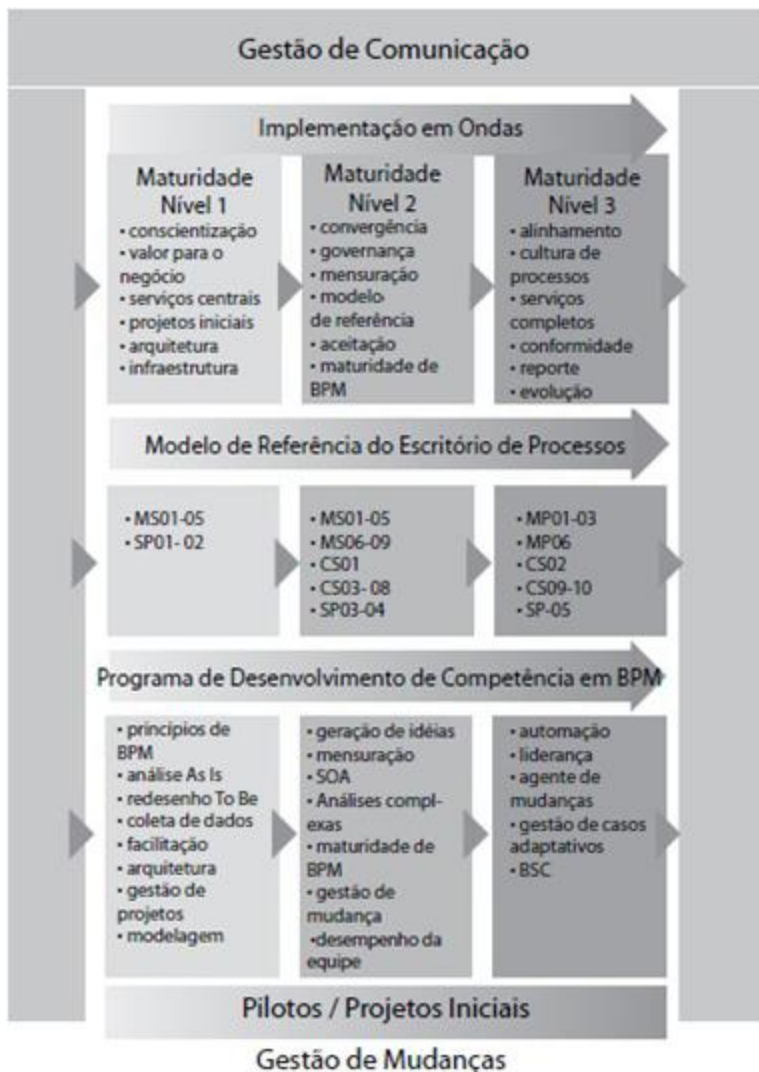 Gestão de Comunicação
Implementação em Ondas
Maturidade
Nível 1
• conscientização
• valor para o
negócio
• serviços centrais
• projetos iniciais
• arquitetura
• infraestrutura
Maturidade
Nível 2
• convergência
• governança
• mensuração
• modelo
de referência
• aceitação
• maturidade de
BPM
Maturidade
Nível 3
• alinhamento
• cultura de
processos
• serviços
completos
• conformidade
• reporte
• evolução
Modelo de Referência do Escritório de Processos
• MS01-05
• SP01- 02
• MS01-05
• MS06-09
• CS01
• CS03- 08
• SP03-04
• MP01-03
• MP06
• CS02
• CS09-10
• SP-05
Programa de Desenvolvimento de Competência em BPM
• princípios de
BPM
• análise As Is
• redesenho To Be
• coleta de dados
• facilitação
• arquitetura
• gestão de
projetos
• modelagem
• geração de idéias
• mensuração
• SOA
• Análises compl-
exas
• maturidade de
BPM
• gestão de
mudança
•desempenho da
equipe
• automação
• liderança
• agente de
mudanças
• gestão de casos
adaptativos
• BSC
Pilotos / Projetos Iniciais
Gestão de Mudanças